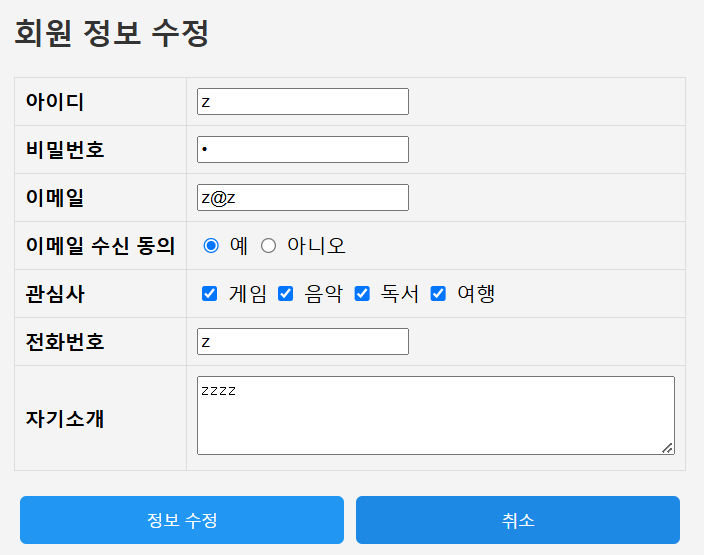 회원 정보 수정
아이디 z
비밀번호 •
이메일 z@z
이메일 수신 동의 예 아니오
관심사 게임 음악 독서 여행
전화번호 z
자기소개 zzzz
정보 수정 취소